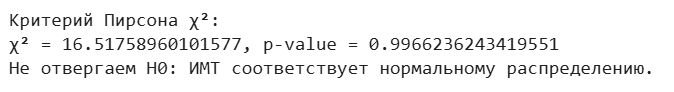 Критерий Пирсона χ²:
χ² = 16.51758960101577, p-value = 0.9966236243419551
Не отвергаем H0: ИМТ соответствует нормальному распределению.